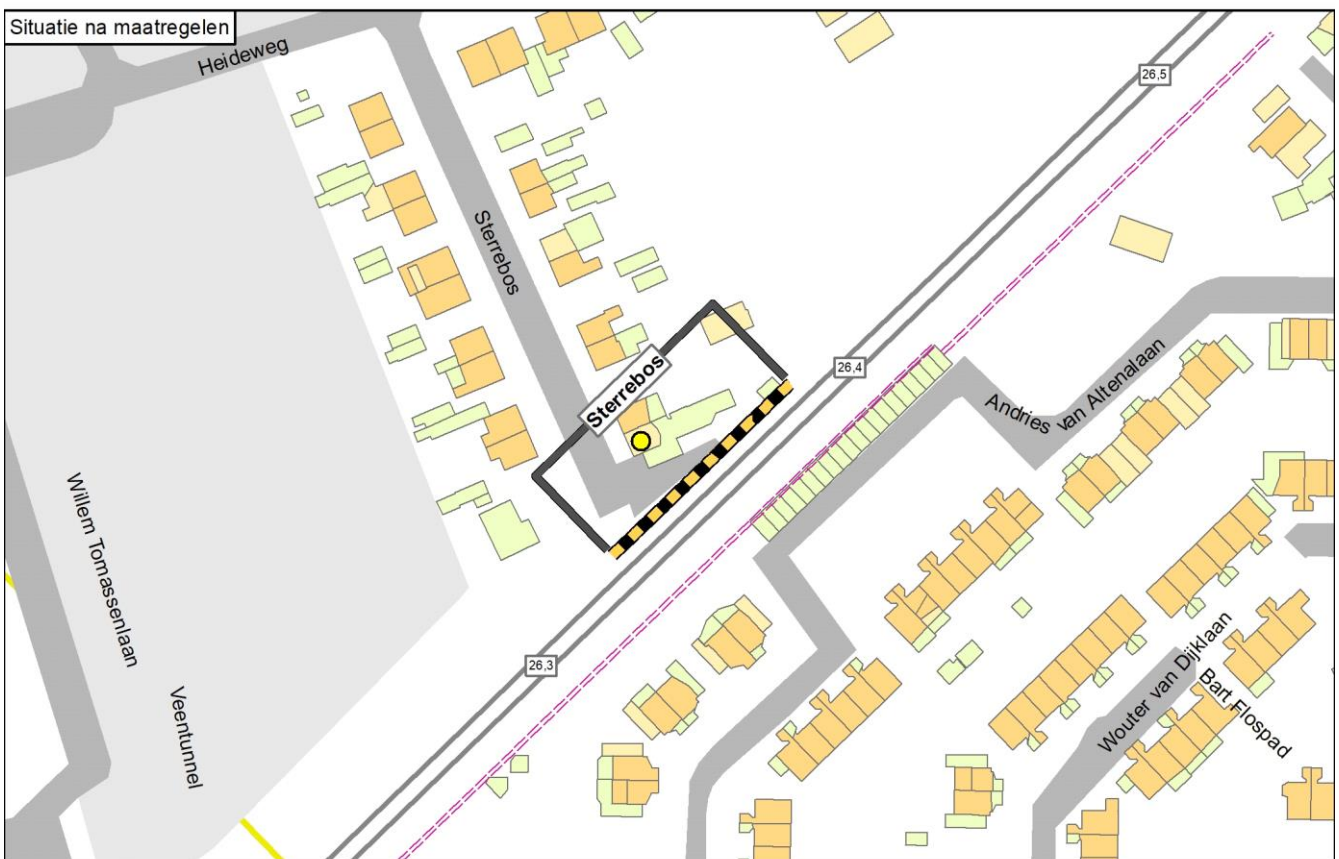 Situatie na maatregelen
Heideweg
26,5
Sterrebos
26,4
Sterrebos
Andries van Altenalaan
Willem Tomassenlaan
Veentunnel
26,3
Wouter van Dijklaan
Bart Flospad